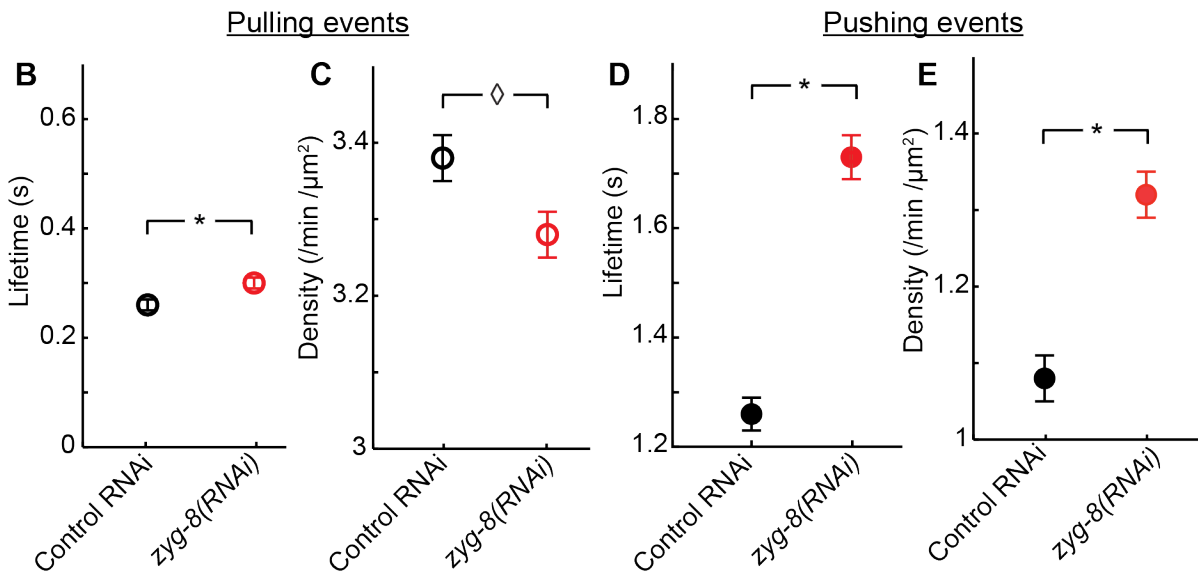 Pulling events
Pushing events
B
Lifetime (s)
0.6
0.4
0.2
0
*
Control RNAi
zyg-8(RNAi)
C
Density (/min /µm²)
3.4
3.2
3
◊
Control RNAi
zyg-8(RNAi)
D
Lifetime (s)
1.8
1.6
1.4
1.2
*
Control RNAi
zyg-8(RNAi)
E
Density (/min /µm²)
1.4
1.2
1
*
Control RNAi
zyg-8(RNAi)